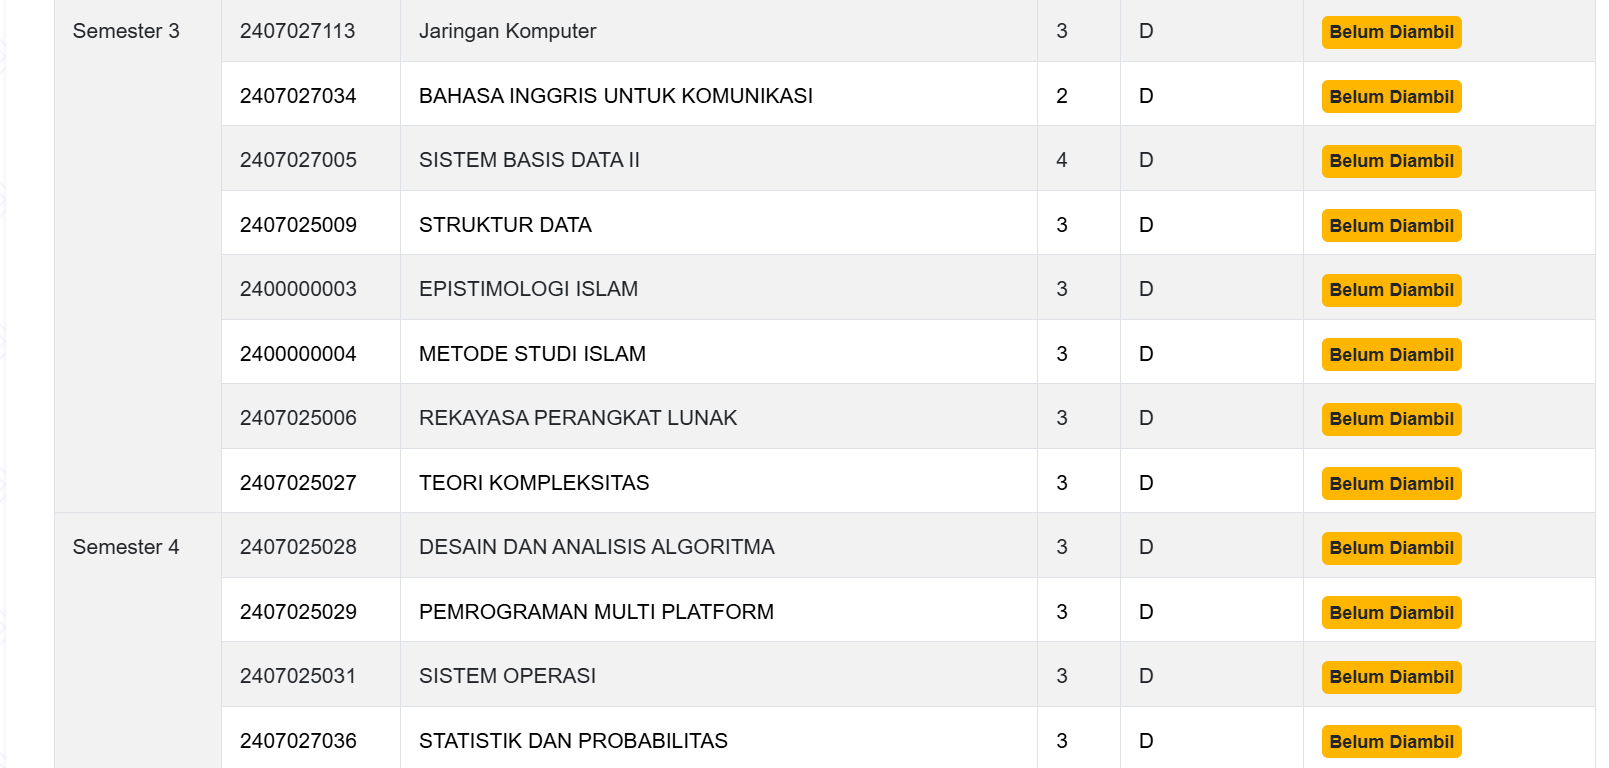 Semester 3 2407027113 Jaringan Komputer 3 D Belum Diambil
2407027034 BAHASA INGGRIS UNTUK KOMUNIKASI 2 D Belum Diambil
2407027005 SISTEM BASIS DATA II 4 D Belum Diambil
2407025009 STRUKTUR DATA 3 D Belum Diambil
2400000003 EPISTIMOLOGI ISLAM 3 D Belum Diambil
2400000004 METODE STUDI ISLAM 3 D Belum Diambil
2407025006 REKAYASA PERANGKAT LUNAK 3 D Belum Diambil
2407025027 TEORI KOMPLEKSITAS 3 D Belum Diambil
Semester 4 2407025028 DESAIN DAN ANALISIS ALGORITMA 3 D Belum Diambil
2407025029 PEMROGRAMAN MULTI PLATFORM 3 D Belum Diambil
2407025031 SISTEM OPERASI 3 D Belum Diambil
2407027036 STATISTIK DAN PROBABILITAS 3 D Belum Diambil